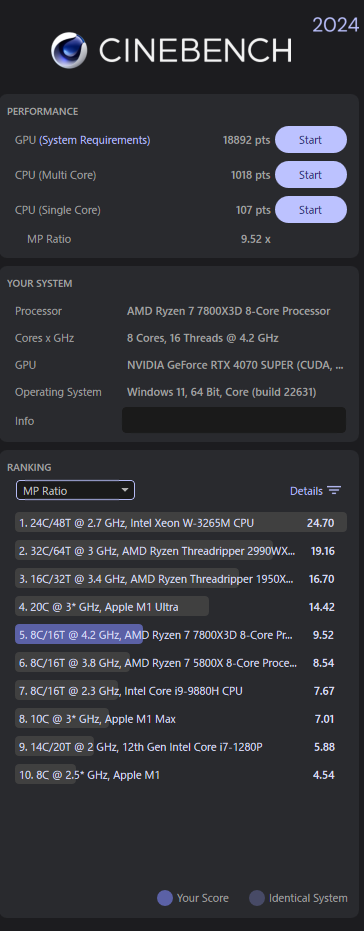 2024
CINEBENCH
PERFORMANCE
GPU (System Requirements) 18892 pts Start
CPU (Multi Core) 1018 pts Start
CPU (Single Core) 107 pts Start
MP Ratio 9.52 x
YOUR SYSTEM
Processor AMD Ryzen 7 7800X3D 8-Core Processor
Cores x GHz 8 Cores, 16 Threads @ 4.2 GHz
GPU NVIDIA GeForce RTX 4070 SUPER (CUDA, ...
Operating System Windows 11, 64 Bit, Core (build 22631)
Info
RANKING
MP Ratio Details
1. 24C/48T @ 2.7 GHz, Intel Xeon W-3265M CPU 24.70
2. 32C/64T @ 3 GHz, AMD Ryzen Threadripper 2990WX... 19.16
3. 16C/32T @ 3.4 GHz, AMD Ryzen Threadripper 1950X... 16.70
4. 20C @ 3* GHz, Apple M1 Ultra 14.42
5. 8C/16T @ 4.2 GHz, AMD Ryzen 7 7800X3D 8-Core Pr... 9.52
6. 8C/16T @ 3.8 GHz, AMD Ryzen 7 5800X 8-Core Proce... 8.54
7. 8C/16T @ 2.3 GHz, Intel Core i9-9880H CPU 7.67
8. 10C @ 3* GHz, Apple M1 Max 7.01
9. 14C/20T @ 2 GHz, 12th Gen Intel Core i7-1280P 5.88
10. 8C @ 2.5* GHz, Apple M1 4.54
Your Score Identical System